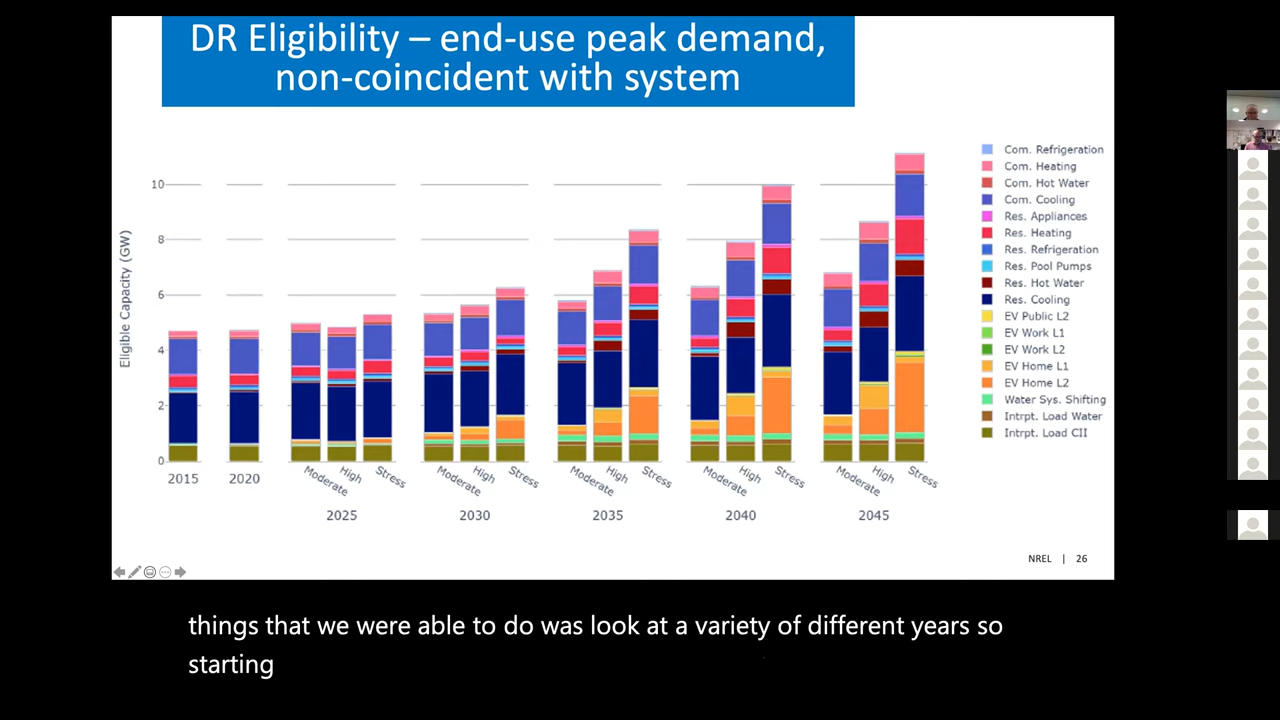 DR Eligibility – end-use peak demand,
non-coincident with system
Eligible Capacity (GW)
10
8
6
4
2
0
2015
2020
Moderate
High
Stress
2025
Moderate
High
Stress
2030
Moderate
High
Stress
2035
Moderate
High
Stress
2040
Moderate
High
Stress
2045
Com. Refrigeration
Com. Heating
Com. Hot Water
Com. Cooling
Res. Appliances
Res. Heating
Res. Refrigeration
Res. Pool Pumps
Res. Hot Water
Res. Cooling
EV Public L2
EV Work L1
EV Work L2
EV Home L1
EV Home L2
Water Sys. Shifting
Intrpt. Load Water
Intrpt. Load CII
NREL | 26
things that we were able to do was look at a variety of different years so
starting